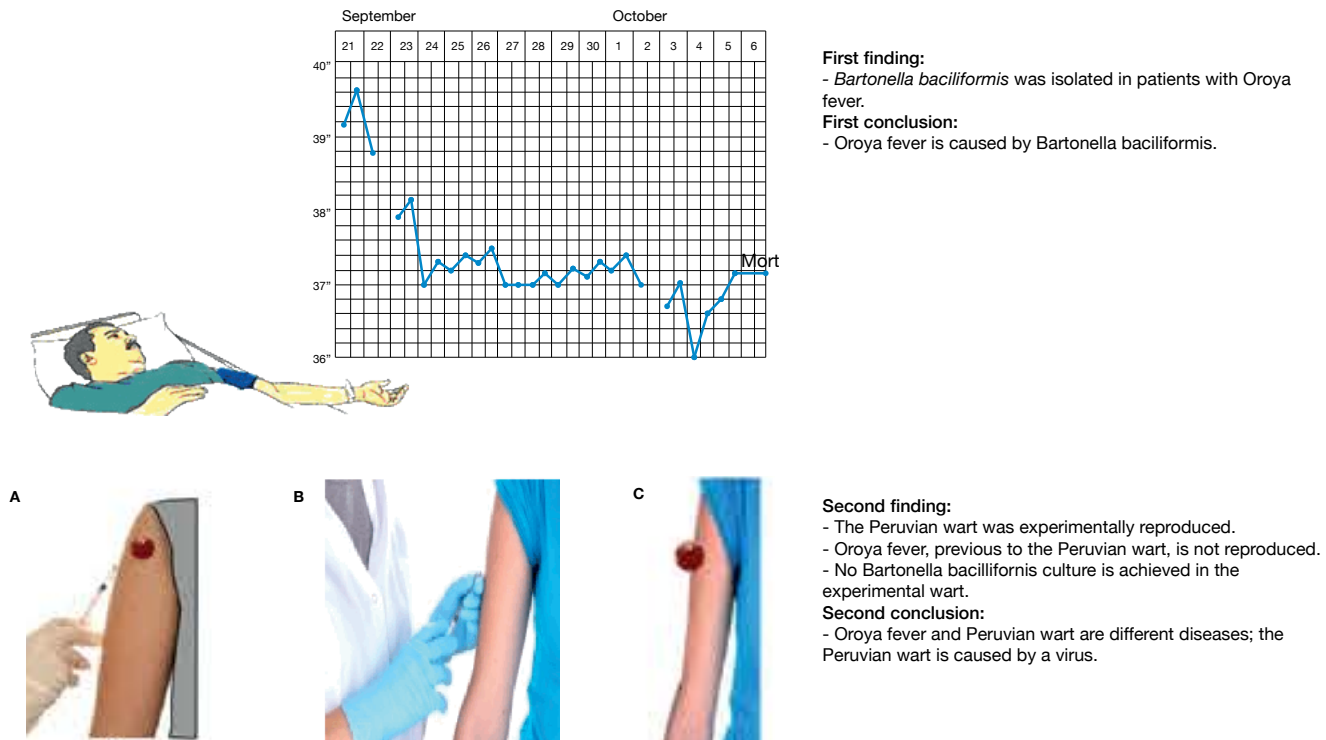 September October
21 22 23 24 25 26 27 28 29 30 1 2 3 4 5 6
40”
39”
38”
37”
36”
Mort
First finding:
- Bartonella baciliformis was isolated in patients with Oroya
fever.
First conclusion:
- Oroya fever is caused by Bartonella baciliformis.
A
B
C
Second finding:
- The Peruvian wart was experimentally reproduced.
- Oroya fever, previous to the Peruvian wart, is not reproduced.
- No Bartonella bacillifornis culture is achieved in the
experimental wart.
Second conclusion:
- Oroya fever and Peruvian wart are different diseases; the
Peruvian wart is caused by a virus.